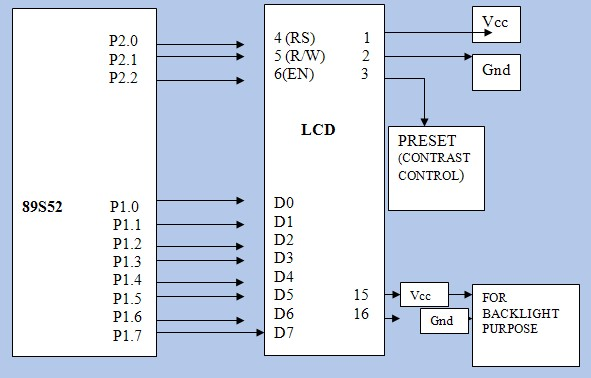 P2.0
P2.1
P2.2
89S52
P1.0
P1.1
P1.2
P1.3
P1.4
P1.5
P1.6
P1.7
4 (RS) 1
5 (R/W) 2
6(EN) 3
LCD
D0
D1
D2
D3
D4
D5 15
D6 16
D7
Vcc
Gnd
PRESET
(CONTRAST
CONTROL)
Vcc
Gnd
FOR
BACKLIGHT
PURPOSE